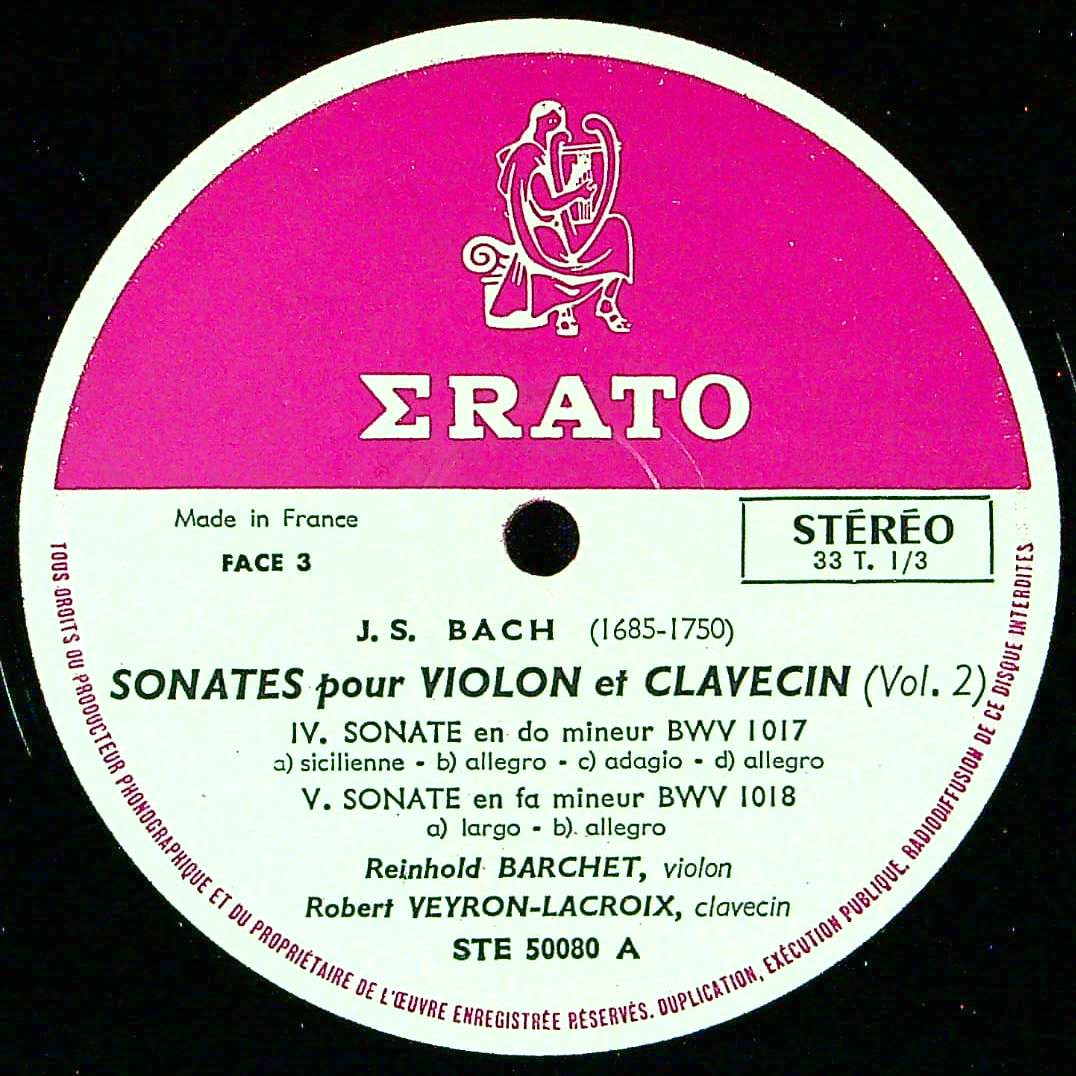 ΣRATO
Made in France
FACE 3
STÉRÉO
33 T. 1/3
J. S. BACH (1685-1750)
SONATES pour VIOLON et CLAVECIN (Vol. 2)
IV. SONATE en do mineur BWV 1017
a) sicilienne - b) allegro - c) adagio - d) allegro
V. SONATE en fa mineur BWV 1018
a) largo - b). allegro
Reinhold BARCHET, violon
Robert VEYRON-LACROIX, clavecin
STE 50080 A
TOUS DROITS DU PRODUCTEUR PHONOGRAPHIQUE ET DU PROPRIÉTAIRE DE L'ŒUVRE ENREGISTRÉE RÉSERVÉS. DUPLICATION, EXÉCUTION PUBLIQUE, RADIODIFFUSION DE CE DISQUE INTERDITES